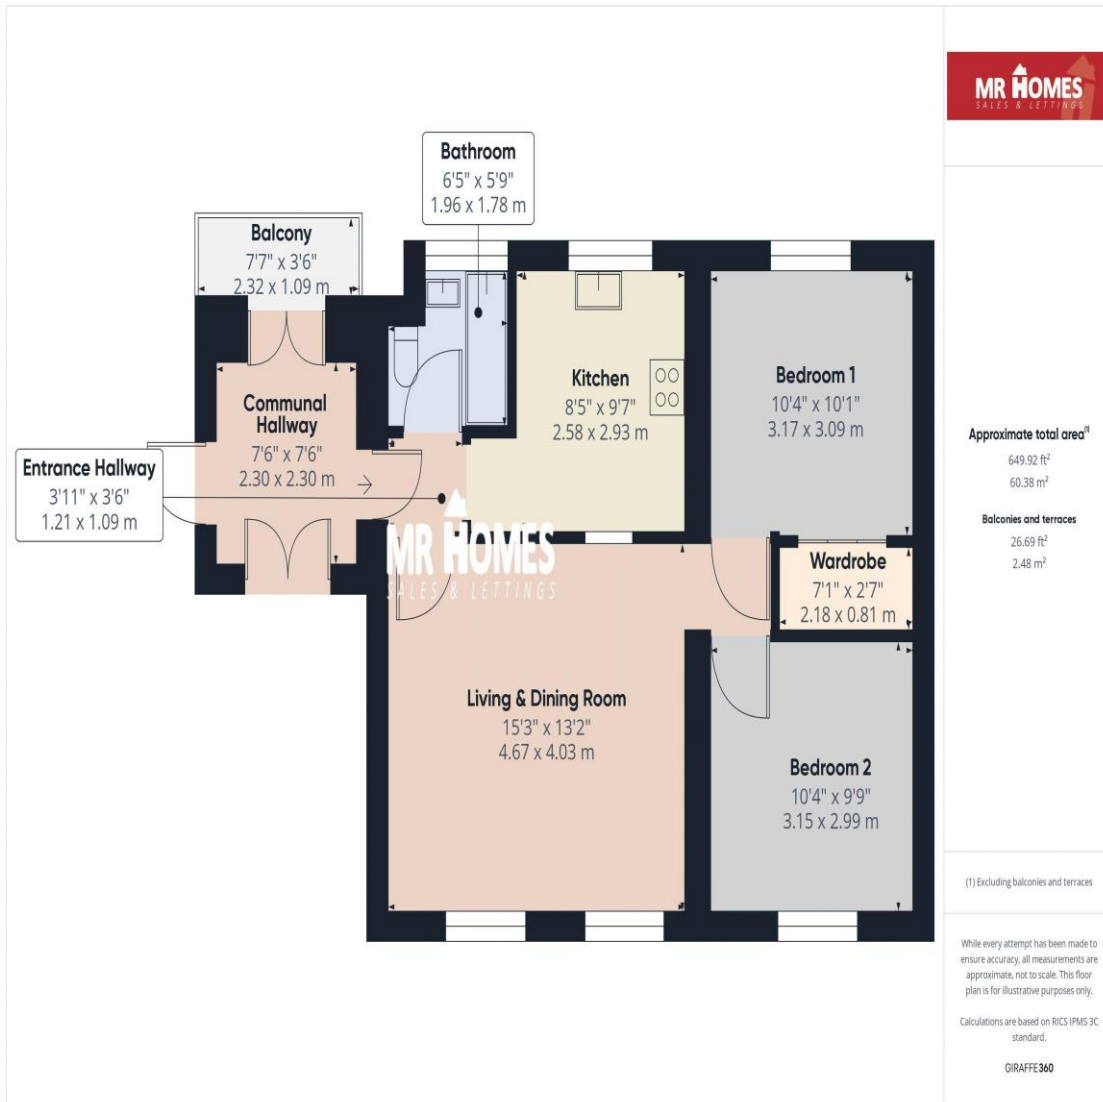 MR HOMES
SALES & LETTINGS
Bathroom
6'5" x 5'9"
1.96 x 1.78 m
Balcony
7'7" x 3'6"
2.32 x 1.09 m
Communal
Hallway
7'6" x 7'6"
2.30 x 2.30 m
Entrance Hallway
3'11" x 3'6"
1.21 x 1.09 m
Kitchen
8'5" x 9'7"
2.58 x 2.93 m
Bedroom 1
10'4" x 10'1"
3.17 x 3.09 m
Wardrobe
7'1" x 2'7"
2.18 x 0.81 m
MR HOMES
SALES & LETTINGS
Living & Dining Room
15'3" x 13'2"
4.67 x 4.03 m
Bedroom 2
10'4" x 9'9"
3.15 x 2.99 m
Approximate total area(1)
649.92 ft²
60.38 m²
Balconies and terraces
26.69 ft²
2.48 m²
(1) Excluding balconies and terraces
While every attempt has been made to
ensure accuracy, all measurements are
approximate, not to scale. This floor
plan is for illustrative purposes only.
Calculations are based on RICS IPMS 3C
standard.
GIRAFFE360